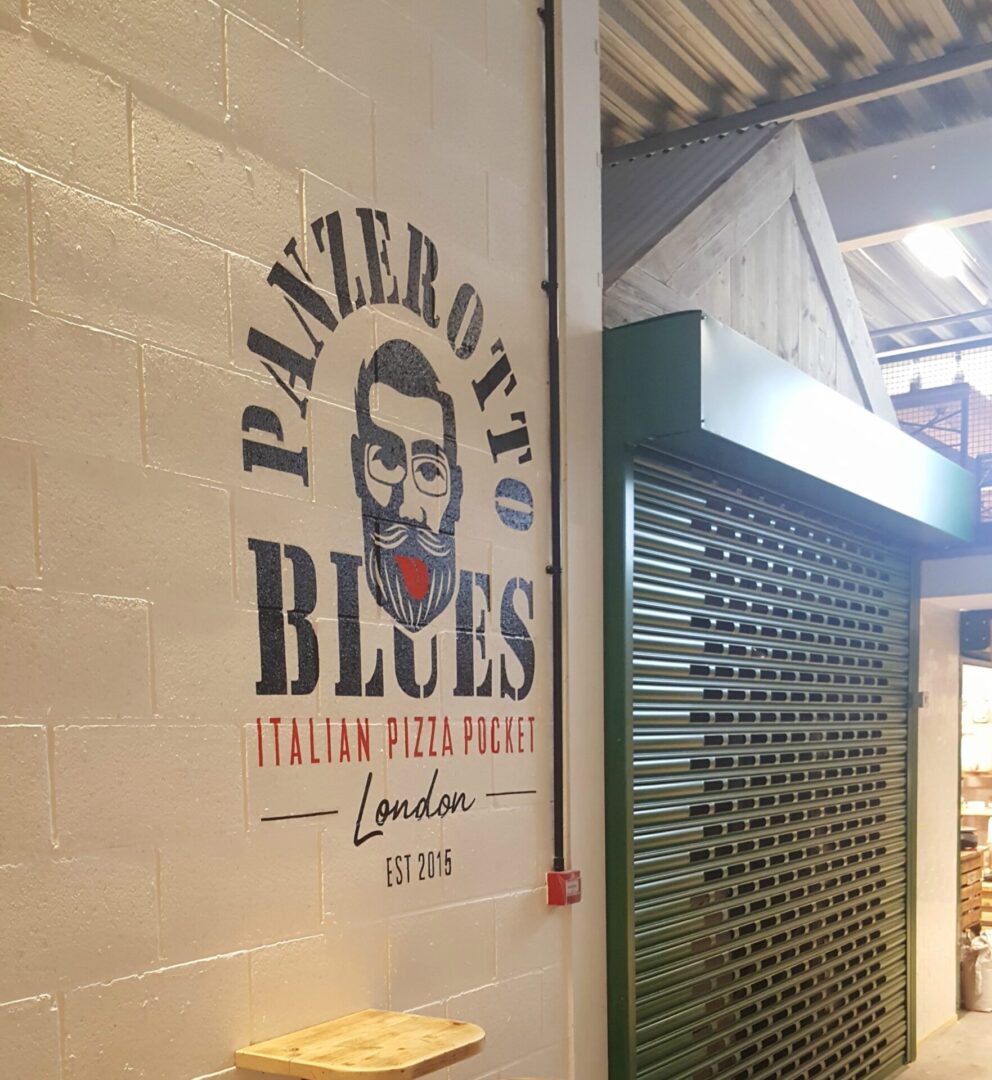 PANZEROTTO
BLUES
ITALIAN PIZZA POCKET
London
EST 2015